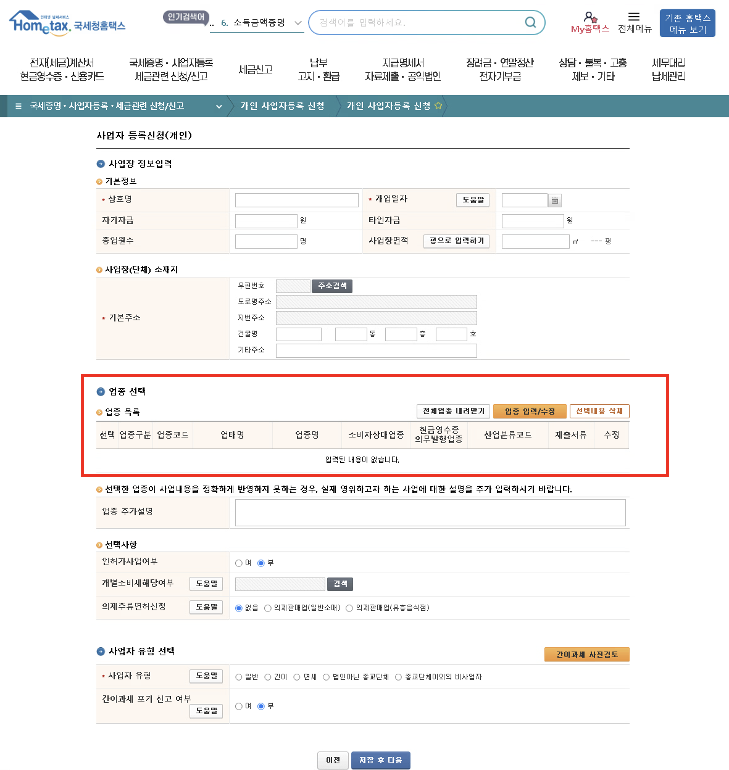 Hometax. 국세청홈택스
인기검색어
6. 소득금액증명
검색어를 입력하세요.
My홈택스
전체메뉴
기존 홈택스
메뉴 보기
전자(세금)계산서
현금영수증·신용카드
국세증명·사업자등록
세금관련 신청/신고
세금신고
납부
고지·환급
지급명세서
자료제출·공익법인
장려금·연말정산
전자기부금
상담·불복·고충
제보·기타
세무대리
납세관리
국세증명·사업자등록·세금관련 신청/신고
개인 사업자등록 신청
개인 사업자등록 신청
사업자 등록신청(개인)
사업장 정보입력
기본정보
상호명
개업일자
도움말
자기자금
원
타인자금
원
종업원수
명
사업장면적
평으로 입력하기
㎡ --- 평
사업장(단체) 소재지
기본주소
우편번호
주소검색
도로명주소
지번주소
건물명
동
층
호
기타주소
업종 선택
업종 목록
전체업종 내려받기
업종 입력/수정
선택내용 삭제
선택
업종구분
업종코드
업태명
업종명
소비자상대업종
현금영수증
의무발행업종
산업분류코드
제출서류
수정
입력된 내용이 없습니다.
선택한 업종이 사업내용을 정확하게 반영하지 못하는 경우, 실제 영위하고자 하는 사업에 대한 설명을 추가 입력하시기 바랍니다.
업종 추가설명
선택사항
인허가사업여부
여
부
개별소비세해당여부
도움말
검색
의제주류면허신청
도움말
없음
의제판매업(일반소매)
의제판매업(유흥음식점)
사업자 유형 선택
간이과세 사전검토
사업자 유형
도움말
일반
간이
면세
법인아닌 종교단체
종교단체이외의 비사업자
간이과세 포기 신고 여부
도움말
여
부
이전
저장 후 다음